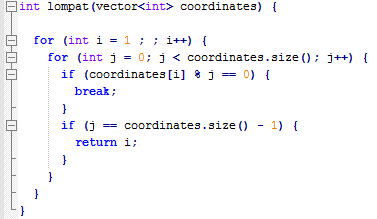 int lompat(vector<int> coordinates) {
for (int i = 1 ; ; i++) {
for (int j = 0; j < coordinates.size(); j++) {
if (coordinates[i] % j == 0) {
break;
}
if (j == coordinates.size() - 1) {
return i;
}
}
}
}